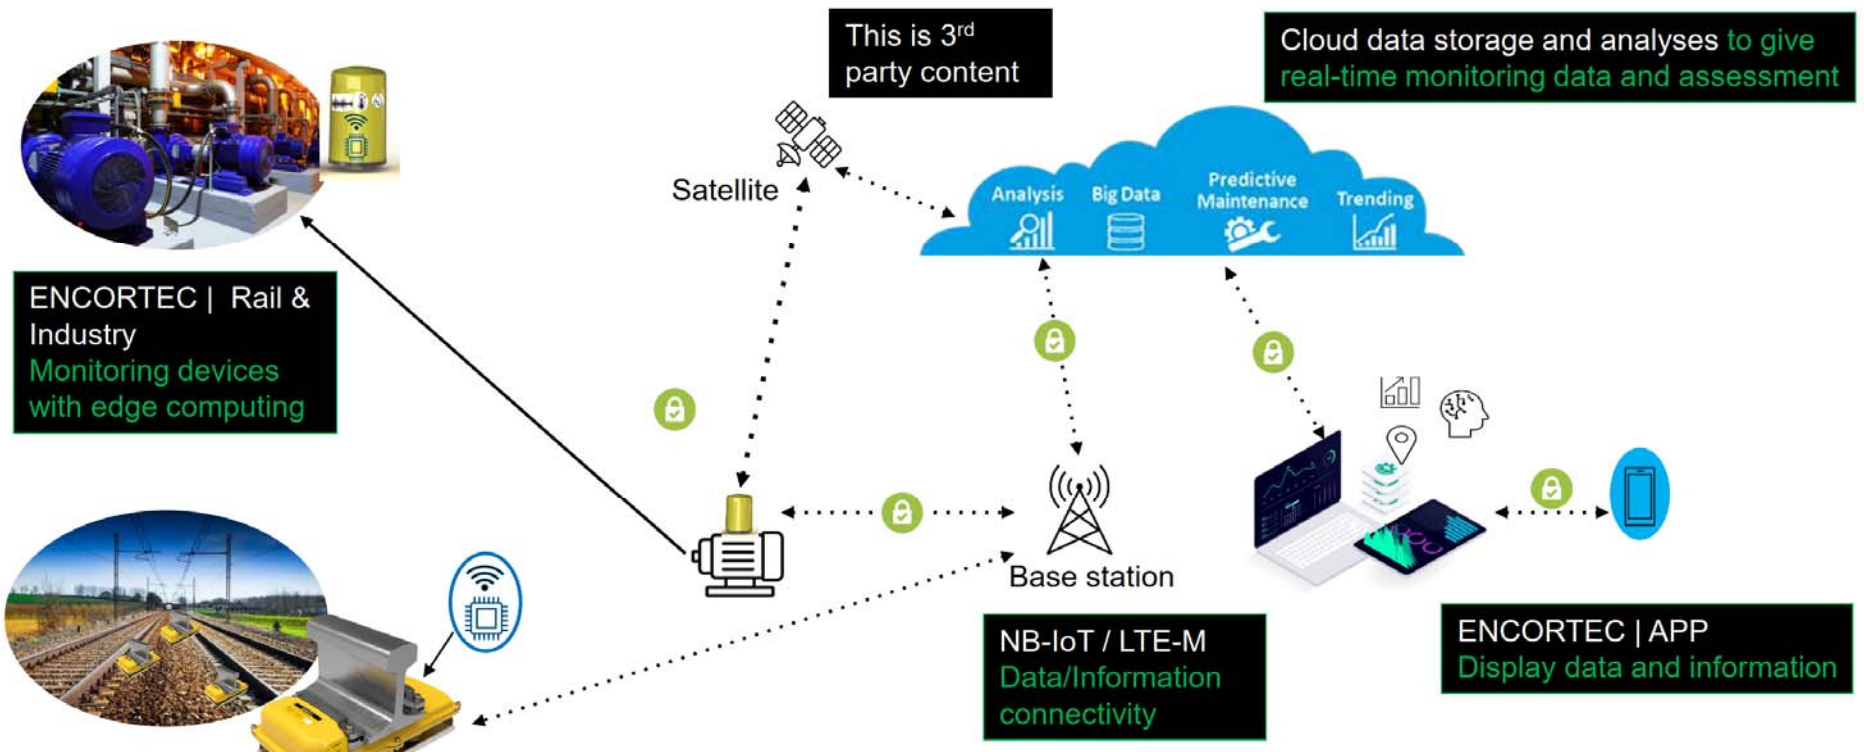 This is 3rd
party content
Cloud data storage and analyses to give
real-time monitoring data and assessment
Satellite
Analysis
Big Data
Predictive
Maintenance
Trending
ENCORTEC | Rail &
Industry
Monitoring devices
with edge computing
Base station
NB-IoT / LTE-M
Data/Information
connectivity
ENCORTEC | APP
Display data and information